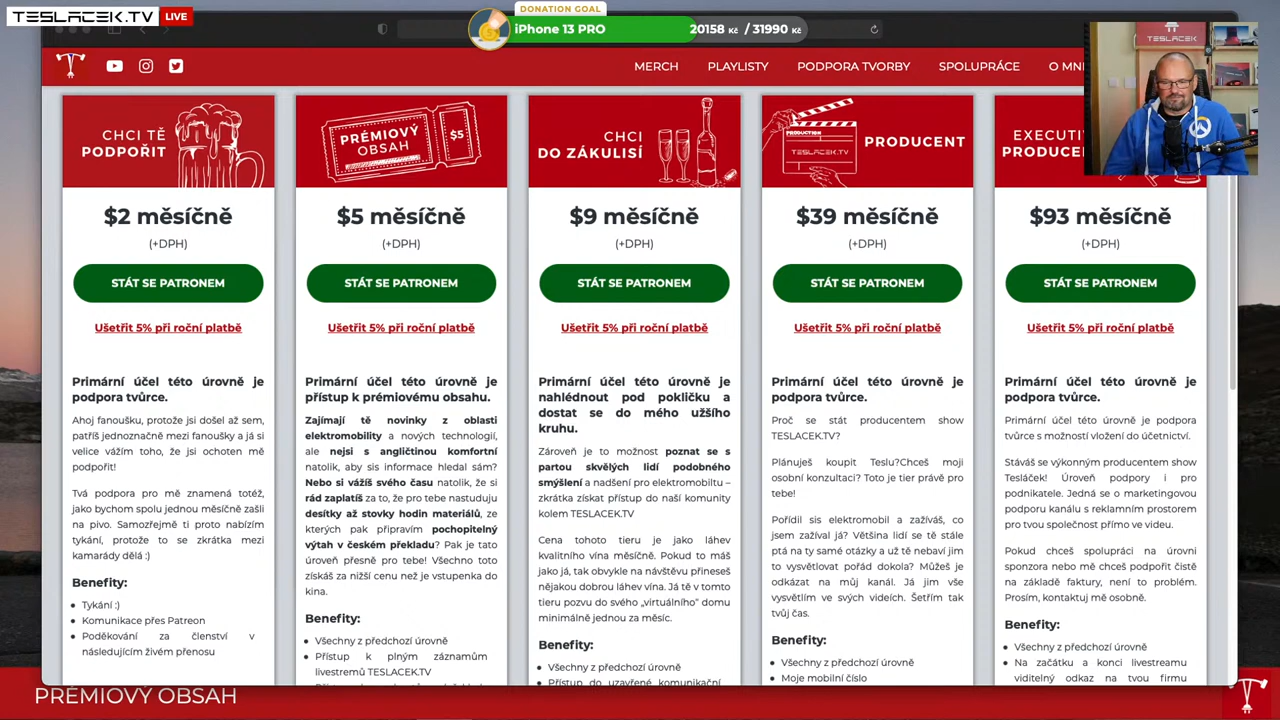 TESLACEK.TV LIVE
DONATION GOAL
iPhone 13 PRO 20158 Kč / 31990 Kč
TESLACEK
MERCH PLAYLISTY PODPORA TVORBY SPOLUPRÁCE O MNĚ
CHCI TĚ
PODPOŘIT
$2 měsíčně
(+DPH)
STÁT SE PATRONEM
Ušetřit 5% při roční platbě
Primární účel této úrovně je
podpora tvůrce.
Ahoj fanoušku, protože jsi došel až sem,
patříš jednoznačně mezi fanoušky a já si
velice vážím toho, že jsi ochoten mě
podpořit!
Tvá podpora pro mě znamená totéž,
jako bychom spolu jednou měsíčně zašli
na pivo. Samozřejmě ti proto nabízím
tykání, protože to se zkrátka mezi
kamarády dělá :)
Benefity:
Tykání :)
Komunikace přes Patreon
Poděkování za členství v
následujícím živém přenosu
PRÉMIOVÝ
OBSAH
$5
$5 měsíčně
(+DPH)
STÁT SE PATRONEM
Ušetřit 5% při roční platbě
Primární účel této úrovně je
přístup k prémiovému obsahu.
Zajímají tě novinky z oblasti
elektromobility a nových technologií,
ale nejsi s angličtinou komfortní
natolik, aby sis informace hledal sám?
Nebo si vážíš svého času natolik, že si
rád zaplatíš za to, že pro tebe nastuduju
desítky až stovky hodin materiálů, ze
kterých pak připravím pochopitelný
výtah v českém překladu? Pak je tato
úroveň přesně pro tebe! Všechno toto
získáš za nižší cenu než je vstupenka do
kina.
Benefity:
Všechny z předchozí úrovně
Přístup k plným záznamům
livestremů TESLACEK.TV
CHCI
DO ZÁKULISÍ
$9 měsíčně
(+DPH)
STÁT SE PATRONEM
Ušetřit 5% při roční platbě
Primární účel této úrovně je
nahlédnout pod pokličku a
dostat se do mého užšího
kruhu.
Zároveň je to možnost poznat se s
partou skvělých lidí podobného
smýšlení a nadšení pro elektromobiltu –
zkrátka získat přístup do naší komunity
kolem TESLACEK.TV
Cena tohoto tieru je jako láhev
kvalitního vína měsíčně. Pokud to máš
jako já, tak obvykle na návštěvu přineseš
nějakou dobrou láhev vína. Já tě v tomto
tieru pozvu do svého „virtuálního" domu
minimálně jednou za měsíc.
Benefity:
Všechny z předchozí úrovně
Přístup do uzavřené komunikační
PRODUCTION
TESLACEK.TV
PRODUCENT
$39 měsíčně
(+DPH)
STÁT SE PATRONEM
Ušetřit 5% při roční platbě
Primární účel této úrovně je
podpora tvůrce.
Proč se stát producentem show
TESLACEK.TV?
Plánuješ koupit Teslu?Chceš moji
osobní konzultaci? Toto je tier právě pro
tebe!
Pořídil sis elektromobil a zažíváš, co
jsem zažíval já? Většina lidí se tě stále
ptá na ty samé otázky a už tě nebaví jim
to vysvětlovat pořád dokola? Můžeš je
odkázat na můj kanál. Já jim vše
vysvětlím ve svých videích. Šetřím tak
tvůj čas.
Benefity:
Všechny z předchozí úrovně
Moje mobilní číslo
EXECUTI
PRODUCE
$93 měsíčně
(+DPH)
STÁT SE PATRONEM
Ušetřit 5% při roční platbě
Primární účel této úrovně je
podpora tvůrce.
Primární účel této úrovně je podpora
tvůrce s možností vložení do účetnictví.
Stáváš se výkonným producentem show
Tesláček! Úroveň podpory i pro
podnikatele. Jedná se o marketingovou
podporu kanálu s reklamním prostorem
pro tvou společnost přímo ve videu.
Pokud chceš spolupráci na úrovni
sponzora nebo mě chceš podpořit čistě
na základě faktury, není to problém.
Prosím, kontaktuj mě osobně.
Benefity:
Všechny z předchozí úrovně
Na začátku a konci livestreamu
viditelný odkaz na tvou firmu
PRÉMIOVÝ OBSAH